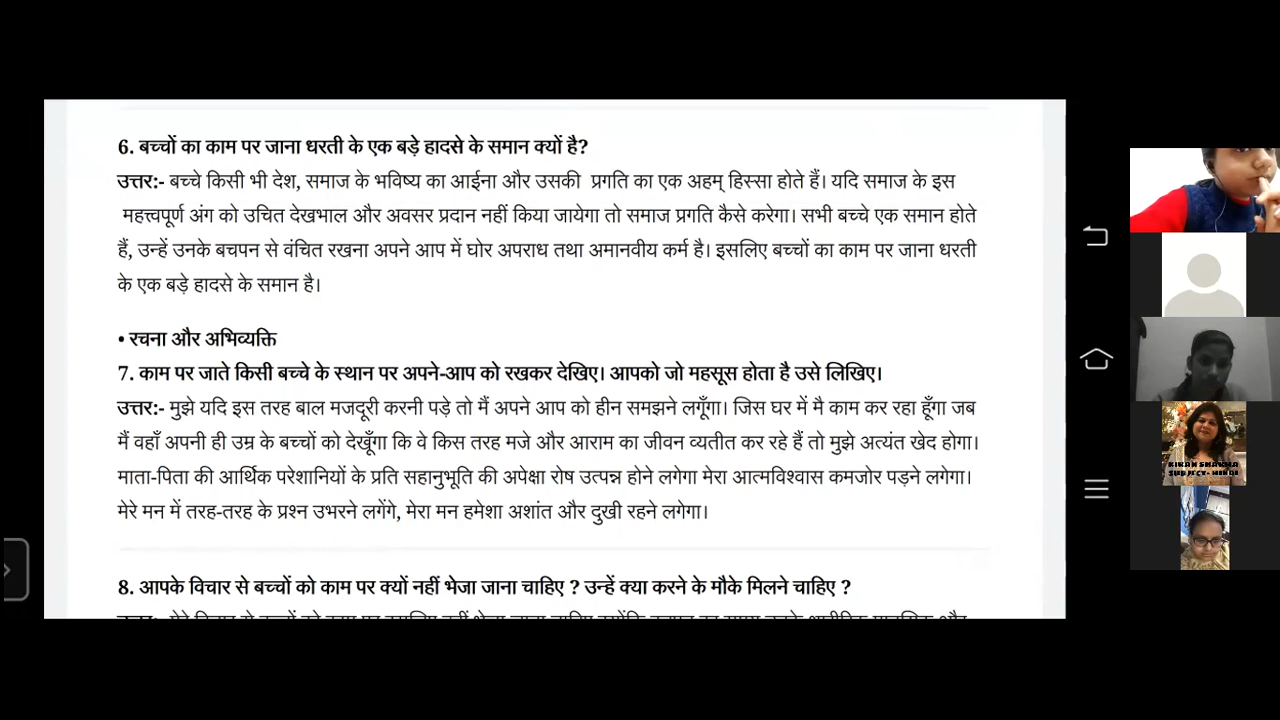 6. बच्चों का काम पर जाना धरती के एक बड़े हादसे के समान क्यों है?
उत्तर:- बच्चे किसी भी देश, समाज के भविष्य का आईना और उसकी प्रगति का एक अहम् हिस्सा होते हैं। यदि समाज के इस
महत्त्वपूर्ण अंग को उचित देखभाल और अवसर प्रदान नहीं किया जायेगा तो समाज प्रगति कैसे करेगा। सभी बच्चे एक समान होते
हैं, उन्हें उनके बचपन से वंचित रखना अपने आप में घोर अपराध तथा अमानवीय कर्म है। इसलिए बच्चों का काम पर जाना धरती
के एक बड़े हादसे के समान है।
• रचना और अभिव्यक्ति
7. काम पर जाते किसी बच्चे के स्थान पर अपने-आप को रखकर देखिए। आपको जो महसूस होता है उसे लिखिए।
उत्तर:- मुझे यदि इस तरह बाल मजदूरी करनी पड़े तो मैं अपने आप को हीन समझने लगूँगा। जिस घर में मै काम कर रहा हूँगा जब
मैं वहाँ अपनी ही उम्र के बच्चों को देखूँगा कि वे किस तरह मजे और आराम का जीवन व्यतीत कर रहे हैं तो मुझे अत्यंत खेद होगा।
माता-पिता की आर्थिक परेशानियों के प्रति सहानुभूति की अपेक्षा रोष उत्पन्न होने लगेगा मेरा आत्मविश्वास कमजोर पड़ने लगेगा।
मेरे मन में तरह-तरह के प्रश्न उभरने लगेंगे, मेरा मन हमेशा अशांत और दुखी रहने लगेगा।
8. आपके विचार से बच्चों को काम पर क्यों नहीं भेजा जाना चाहिए ? उन्हें क्या करने के मौके मिलने चाहिए ?
KIRAN SHARMA
SUBJECT- HINDI